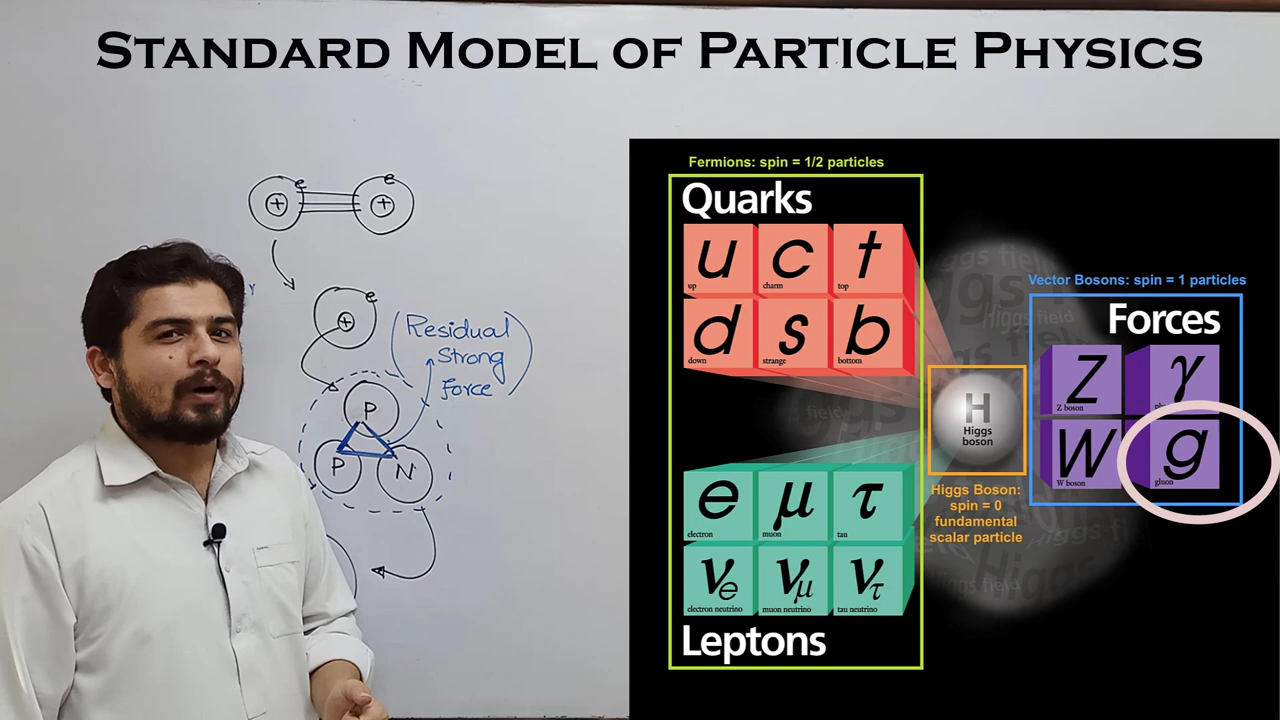 STANDARD MODEL OF PARTICLE PHYSICS
e
e
+
+
e
+
(Residual
Strong
force)
P
P
N
Fermions: spin = 1/2 particles
Quarks
u
c
t
up
charm
top
d
s
b
down
strange
bottom
e
μ
τ
electron
muon
tau
νe
νμ
ντ
electron neutrino
muon neutrino
tau neutrino
Leptons
Higgs field
Higgs field
H
Higgs
boson
Higgs Boson:
spin = 0
fundamental
scalar particle
Vector Bosons: spin = 1 particles
Forces
Z
γ
Z boson
W
g
W boson
gluon